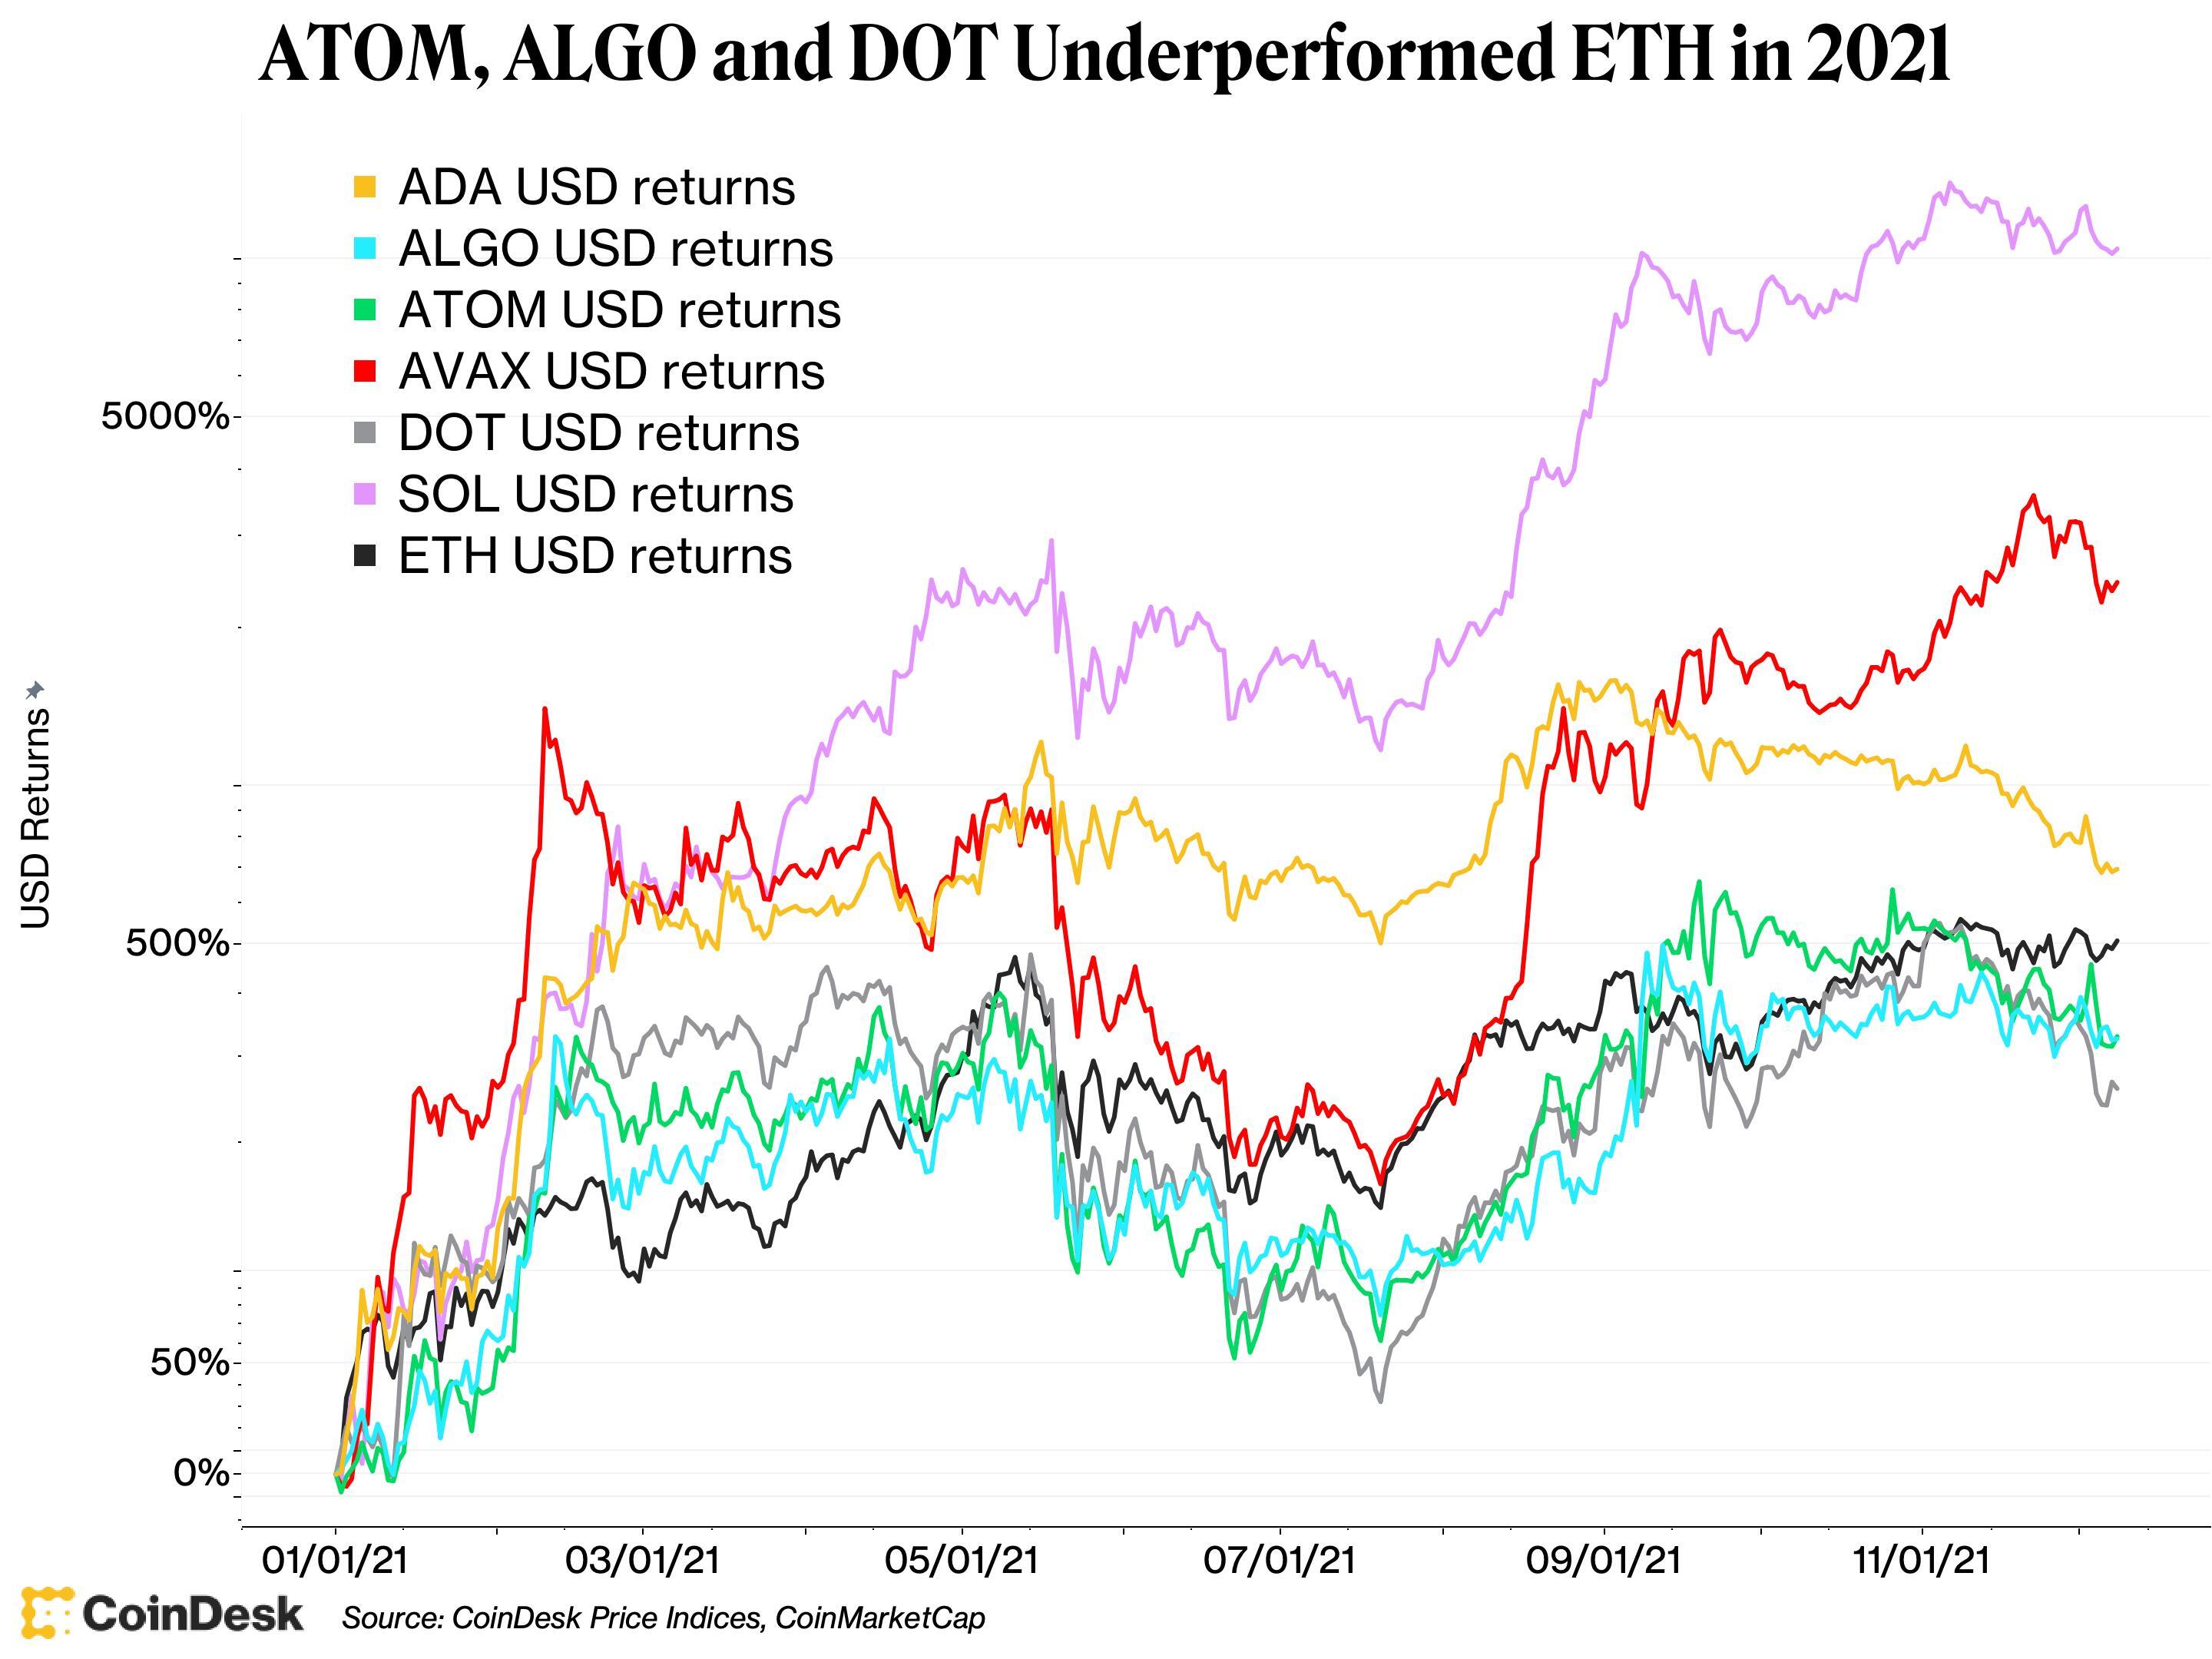 ATOM, ALGO and DOT Underperformed ETH in 2021
ADA USD returns
ALGO USD returns
ATOM USD returns
AVAX USD returns
DOT USD returns
SOL USD returns
ETH USD returns
5000%
500%
50%
0%
USD Returns
01/01/21
03/01/21
05/01/21
07/01/21
09/01/21
11/01/21
CoinDesk
Source: CoinDesk Price Indices, CoinMarketCap